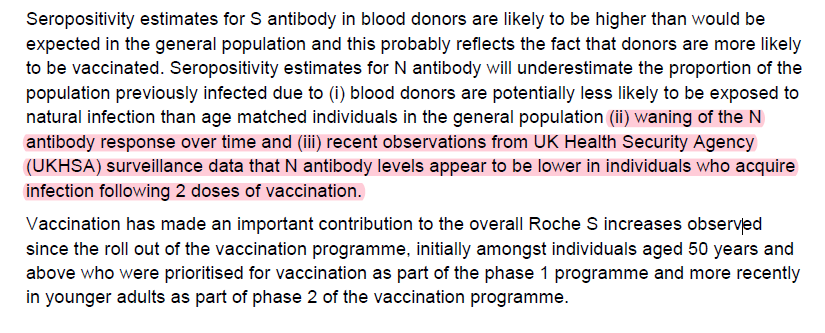 Seropositivity estimates for S antibody in blood donors are likely to be higher than would be
expected in the general population and this probably reflects the fact that donors are more likely
to be vaccinated. Seropositivity estimates for N antibody will underestimate the proportion of the
population previously infected due to (i) blood donors are potentially less likely to be exposed to
natural infection than age matched individuals in the general population (ii) waning of the N
antibody response over time and (iii) recent observations from UK Health Security Agency
(UKHSA) surveillance data that N antibody levels appear to be lower in individuals who acquire
infection following 2 doses of vaccination.
Vaccination has made an important contribution to the overall Roche S increases observed
since the roll out of the vaccination programme, initially amongst individuals aged 50 years and
above who were prioritised for vaccination as part of the phase 1 programme and more recently
in younger adults as part of phase 2 of the vaccination programme.